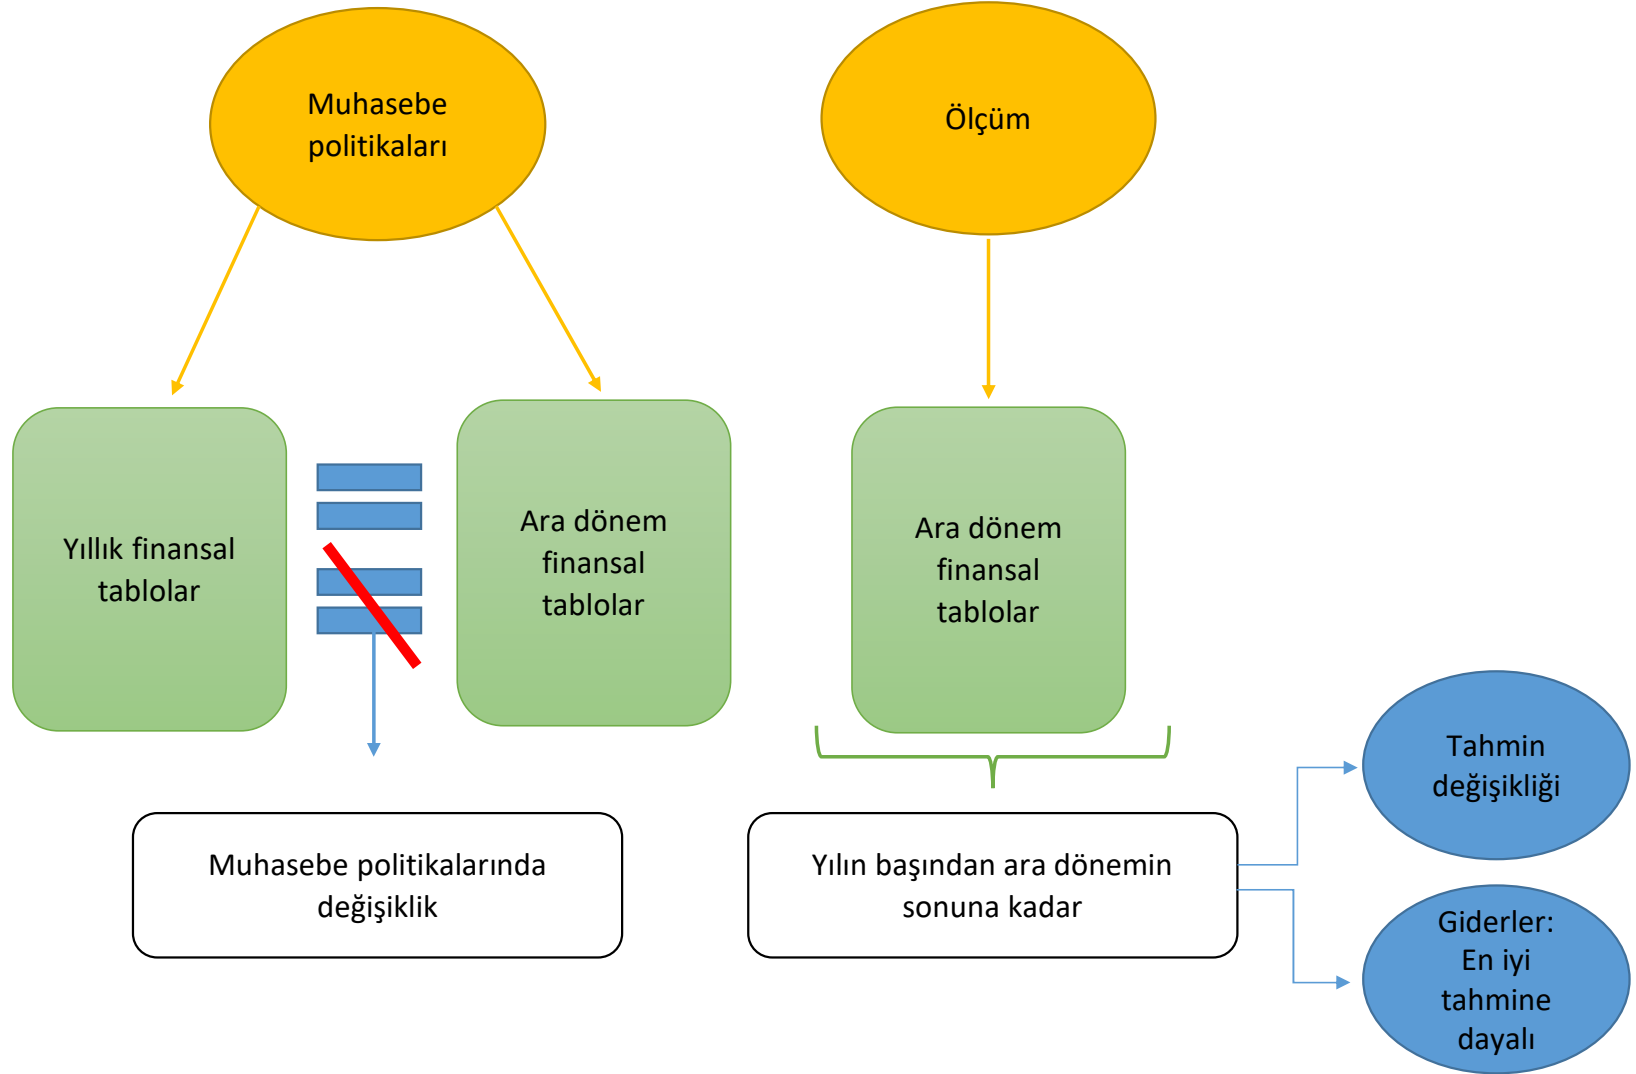 Muhasebe
politikaları
Ölçüm
Yıllık finansal
tablolar
Ara dönem
finansal
tablolar
Ara dönem
finansal
tablolar
Muhasebe politikalarında
değişiklik
Yılın başından ara dönemin
sonuna kadar
Tahmin
değişikliği
Giderler:
En iyi
tahmine
dayalı